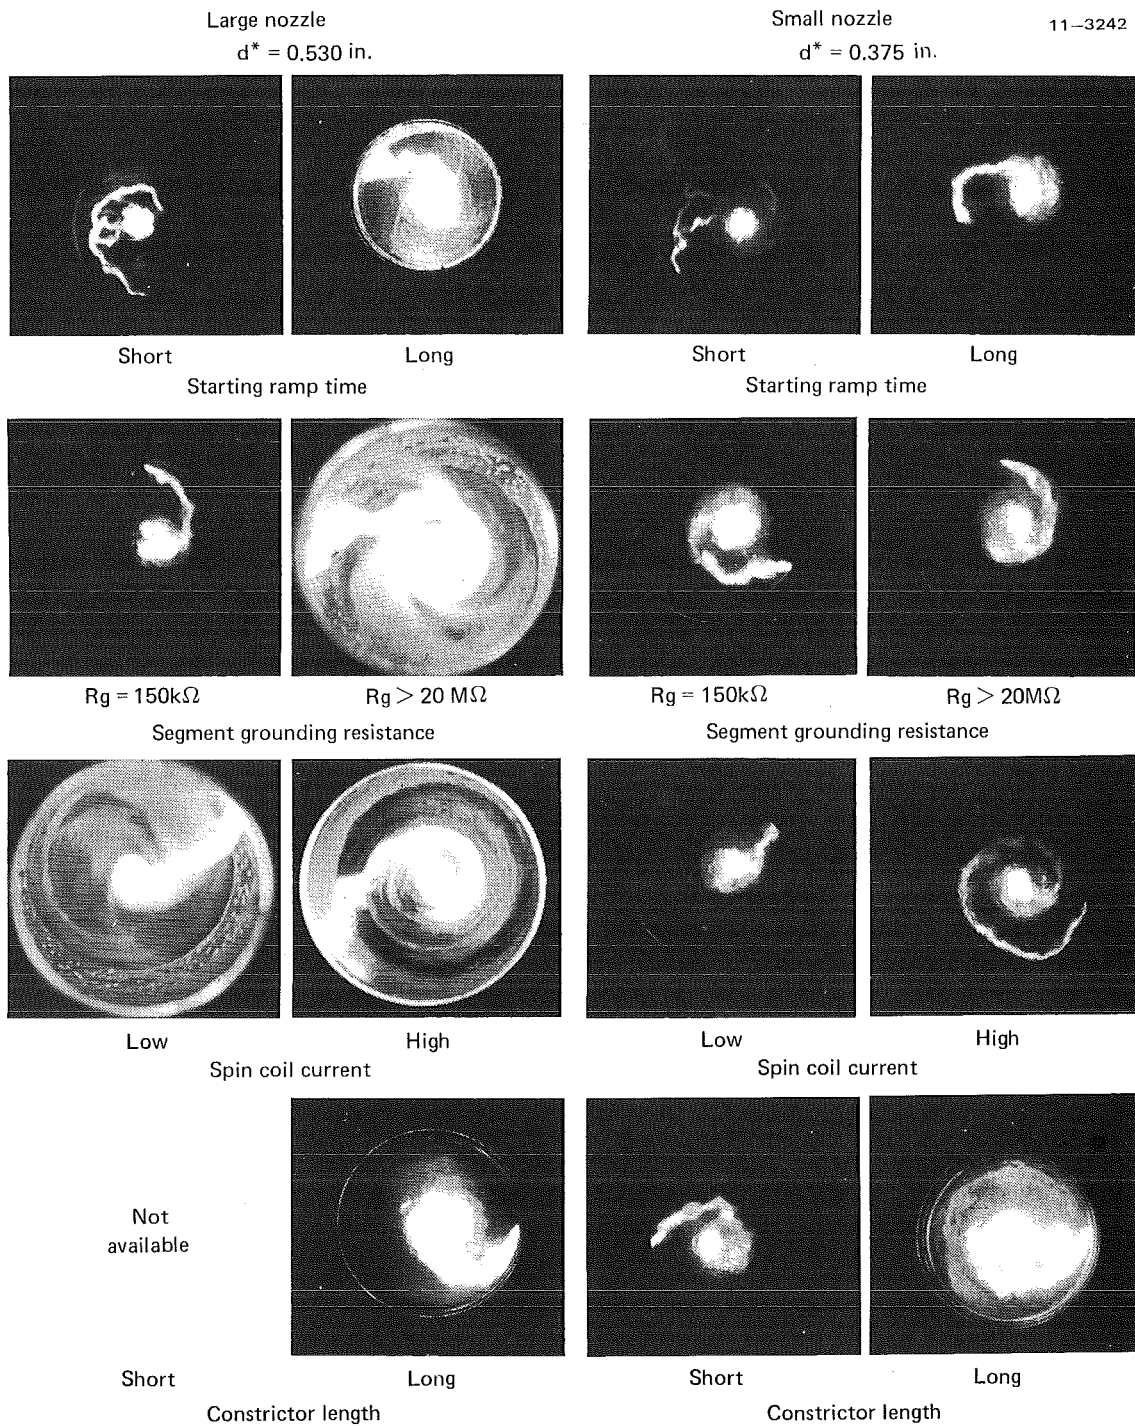 Large nozzle
d* = 0.530 in.
Small nozzle
d* = 0.375 in.
11-3242
Short
Long
Starting ramp time
Short
Long
Starting ramp time
Rg = 150kΩ
Rg > 20 MΩ
Segment grounding resistance
Rg = 150kΩ
Rg > 20MΩ
Segment grounding resistance
Low
High
Spin coil current
Low
High
Spin coil current
Not
available
Short
Long
Constrictor length
Short
Long
Constrictor length